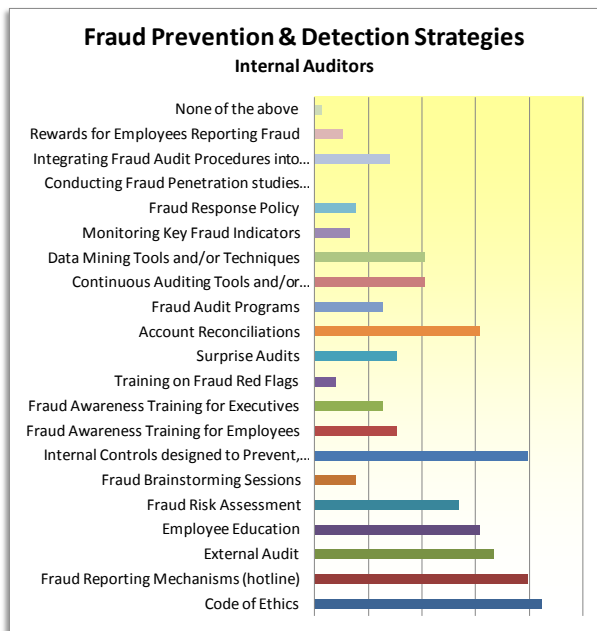 Fraud Prevention & Detection Strategies
Internal Auditors
None of the above
Rewards for Employees Reporting Fraud
Integrating Fraud Audit Procedures into...
Conducting Fraud Penetration studies...
Fraud Response Policy
Monitoring Key Fraud Indicators
Data Mining Tools and/or Techniques
Continuous Auditing Tools and/or...
Fraud Audit Programs
Account Reconciliations
Surprise Audits
Training on Fraud Red Flags
Fraud Awareness Training for Executives
Fraud Awareness Training for Employees
Internal Controls designed to Prevent,...
Fraud Brainstorming Sessions
Fraud Risk Assessment
Employee Education
External Audit
Fraud Reporting Mechanisms (hotline)
Code of Ethics